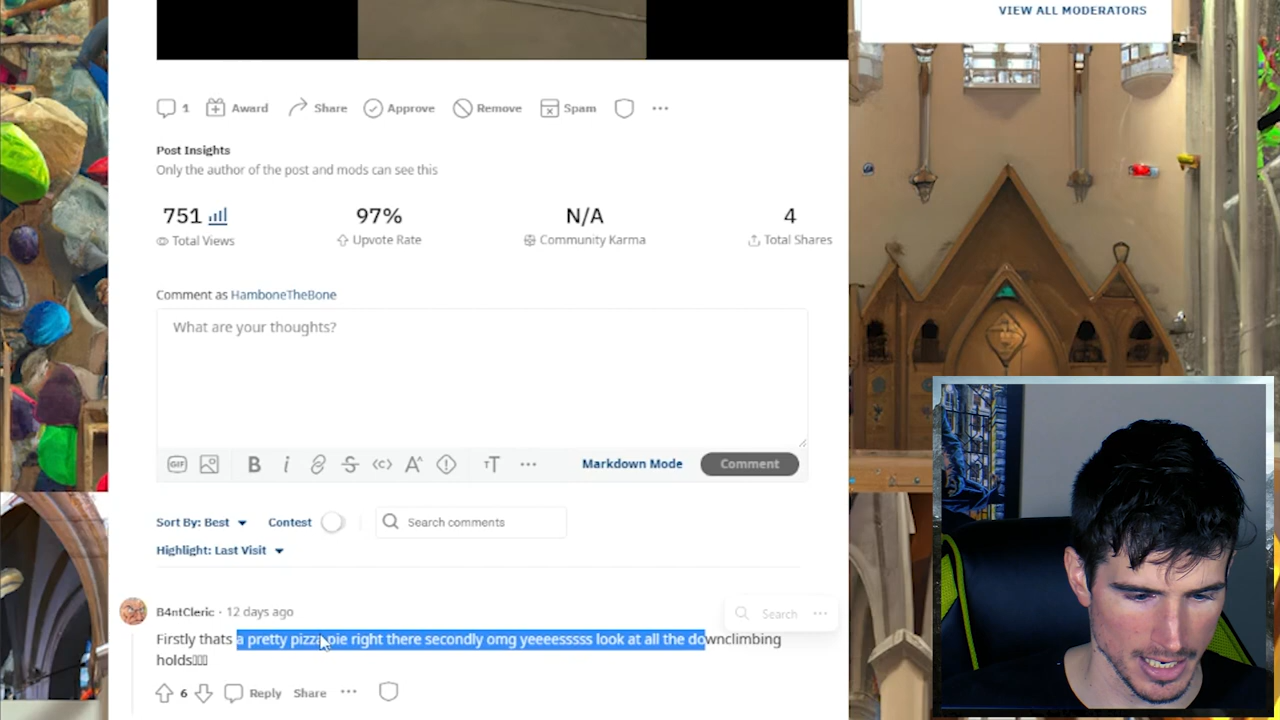 VIEW ALL MODERATORS
1 Award Share Approve Remove Spam
Post Insights
Only the author of the post and mods can see this
751 97% N/A 4
Total Views Upvote Rate Community Karma Total Shares
Comment as HamboneTheBone
What are your thoughts?
GIF B i Markdown Mode Comment
Sort By: Best Contest Search comments
Highlight: Last Visit
B4ntCleric · 12 days ago
Search
Firstly thats a pretty pizza pie right there secondly omg yeeeesssss look at all the downclimbing
holds
6 Reply Share